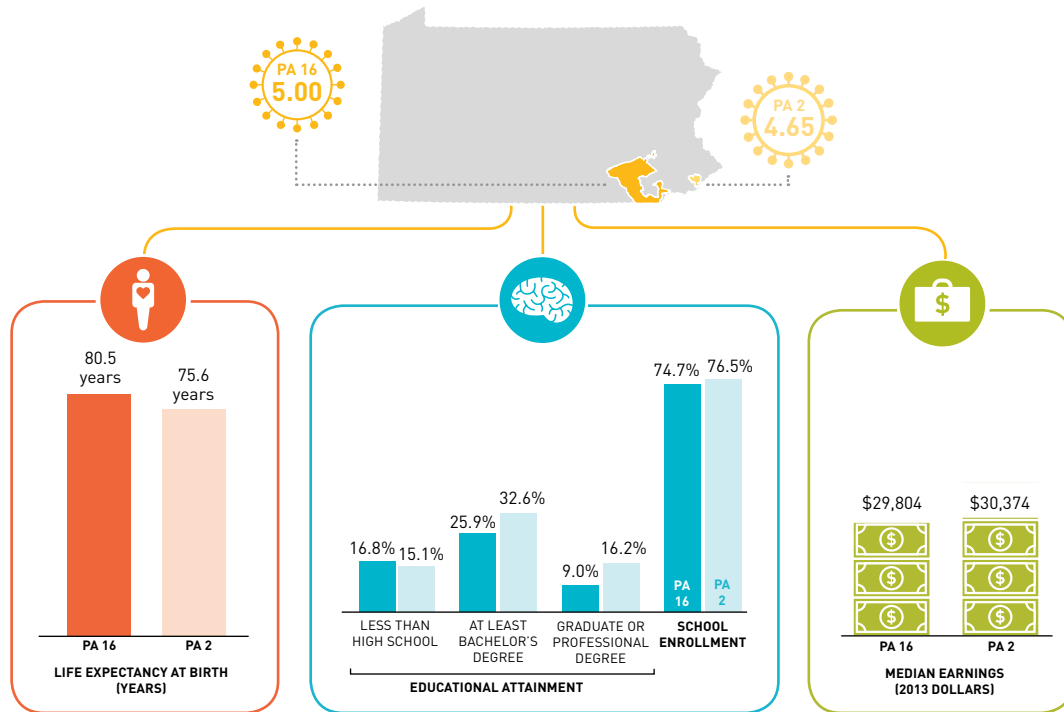 PA 16
5.00
PA 2
4.65
80.5
years
75.6
years
PA 16
PA 2
LIFE EXPECTANCY AT BIRTH
(YEARS)
16.8%
15.1%
25.9%
32.6%
9.0%
16.2%
74.7%
76.5%
PA
16
PA
2
LESS THAN
HIGH SCHOOL
AT LEAST
BACHELOR'S
DEGREE
GRADUATE OR
PROFESSIONAL
DEGREE
SCHOOL
ENROLLMENT
EDUCATIONAL ATTAINMENT
$
$29,804
$30,374
$
$
$
$
$
$
PA 16
PA 2
MEDIAN EARNINGS
(2013 DOLLARS)